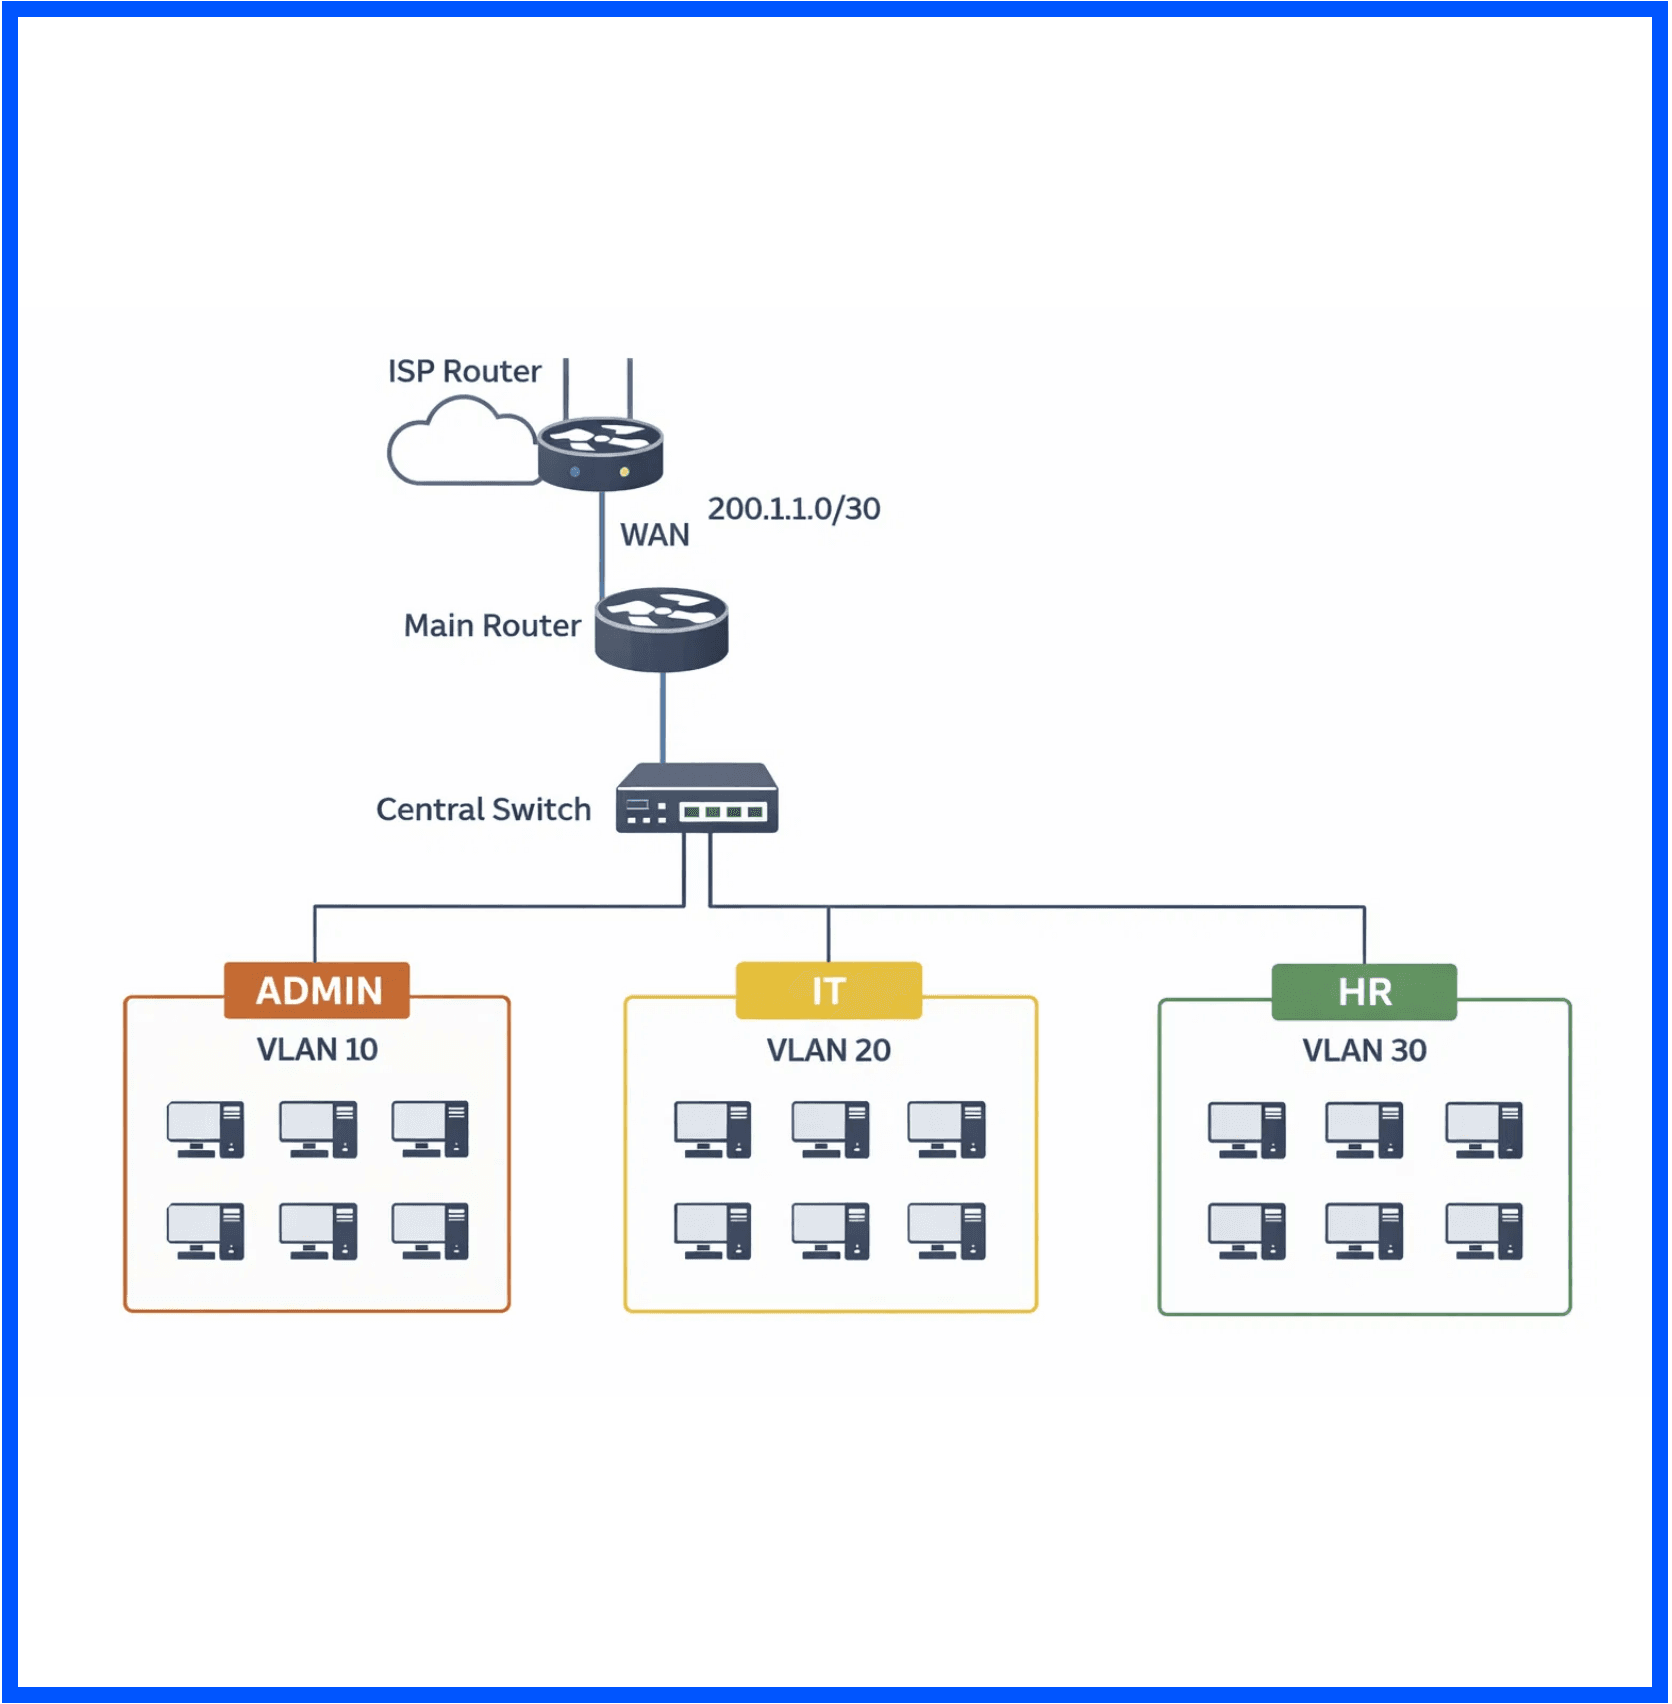 ISP Router
200.1.1.0/30
WAN
Main Router
Central Switch
ADMIN
IT
HR
VLAN 10
VLAN 20
VLAN 30